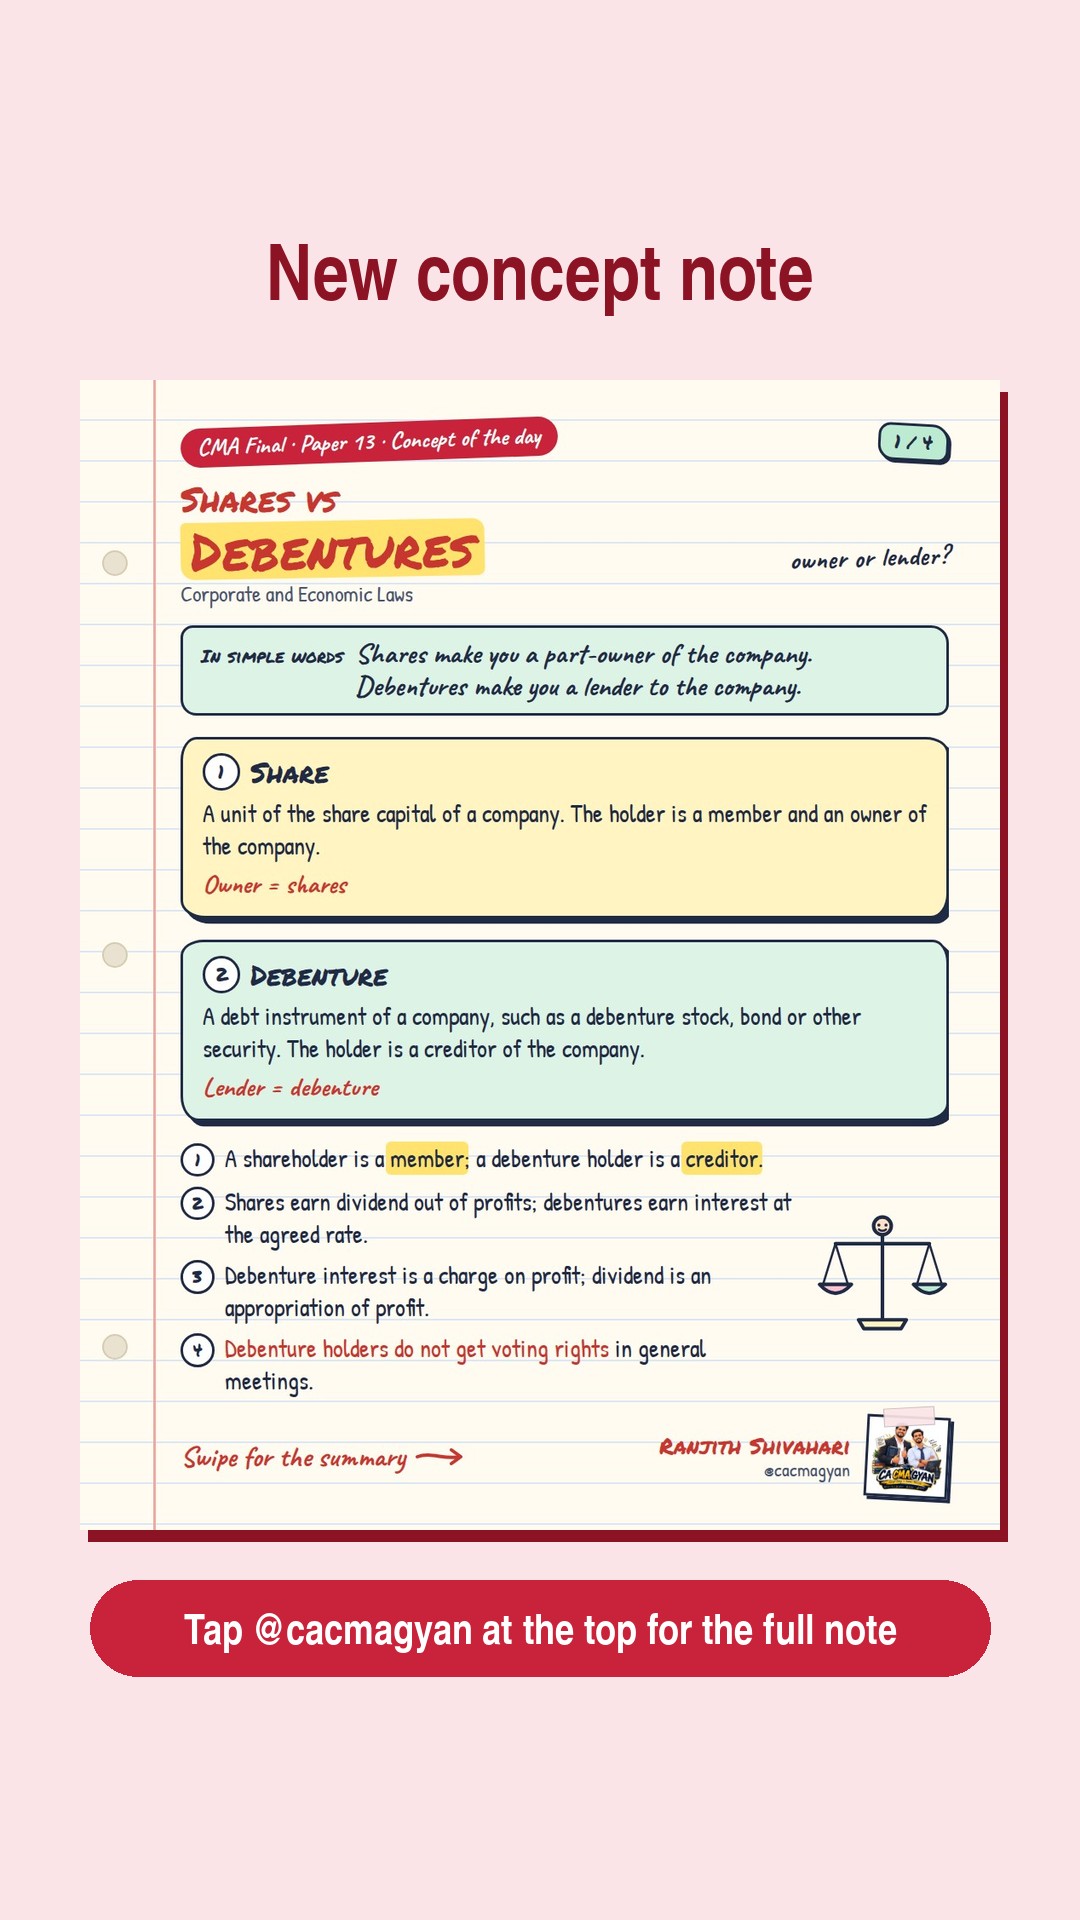 New concept note
CMA Final · Paper 13 · Concept of the day
1 / 4
SHARES VS
DEBENTURES
owner or lender?
Corporate and Economic Laws
IN SIMPLE WORDS Shares make you a part-owner of the company.
Debentures make you a lender to the company.
1 SHARE
A unit of the share capital of a company. The holder is a member and an owner of
the company.
Owner = shares
2 DEBENTURE
A debt instrument of a company, such as a debenture stock, bond or other
security. The holder is a creditor of the company.
Lender = debenture
1 A shareholder is a member; a debenture holder is a creditor.
2 Shares earn dividend out of profits; debentures earn interest at
the agreed rate.
3 Debenture interest is a charge on profit; dividend is an
appropriation of profit.
4 Debenture holders do not get voting rights in general
meetings.
Swipe for the summary
RANJITH SHIVAHARI
@cacmagyan
CA CMA GYAN
Tap @cacmagyan at the top for the full note